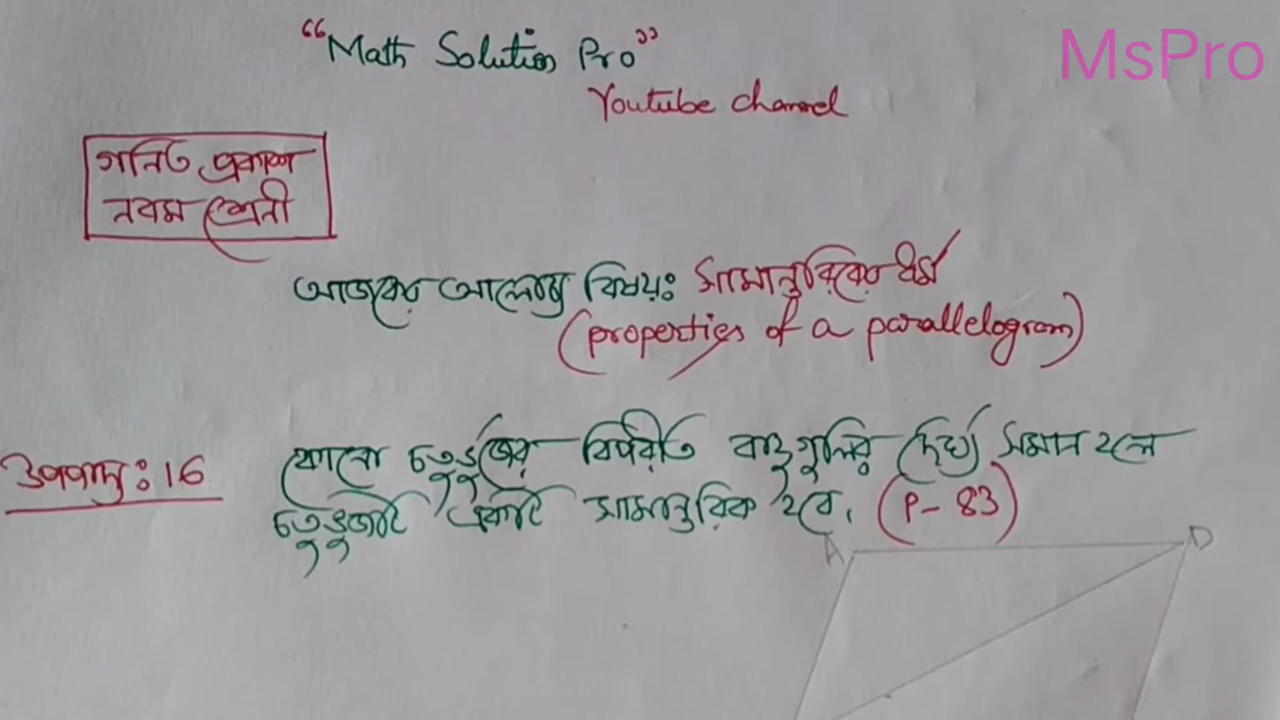 "Math Solution Pro"
MsPro
Youtube channel
গনিত প্রকাশ
নবম শ্রেনী
আজকের আলোচ্য বিষয়ঃ সামান্তরিকের ধর্ম
(properties of a parallelogram)
উপপাদ্যঃ 16 কোনো চতুর্ভুজের বিপরীত বাহুগুলির দৈর্ঘ্য সমান হলে
চতুর্ভুজটি একটি সামান্তরিক হবে। (P-83)
A D